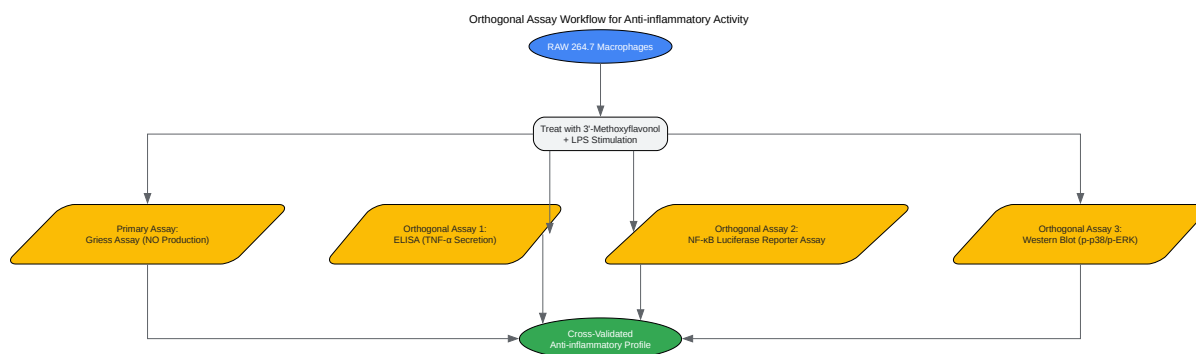 Orthogonal Assay Workflow for Anti-inflammatory Activity
RAW 264.7 Macrophages
Treat with 3'-Methoxyflavonol
+ LPS Stimulation
Primary Assay:
Griess Assay (NO Production)
Orthogonal Assay 1:
ELISA (TNF-α Secretion)
Orthogonal Assay 2:
NF-κB Luciferase Reporter Assay
Orthogonal Assay 3:
Western Blot (p-p38/p-ERK)
Cross-Validated
Anti-inflammatory Profile